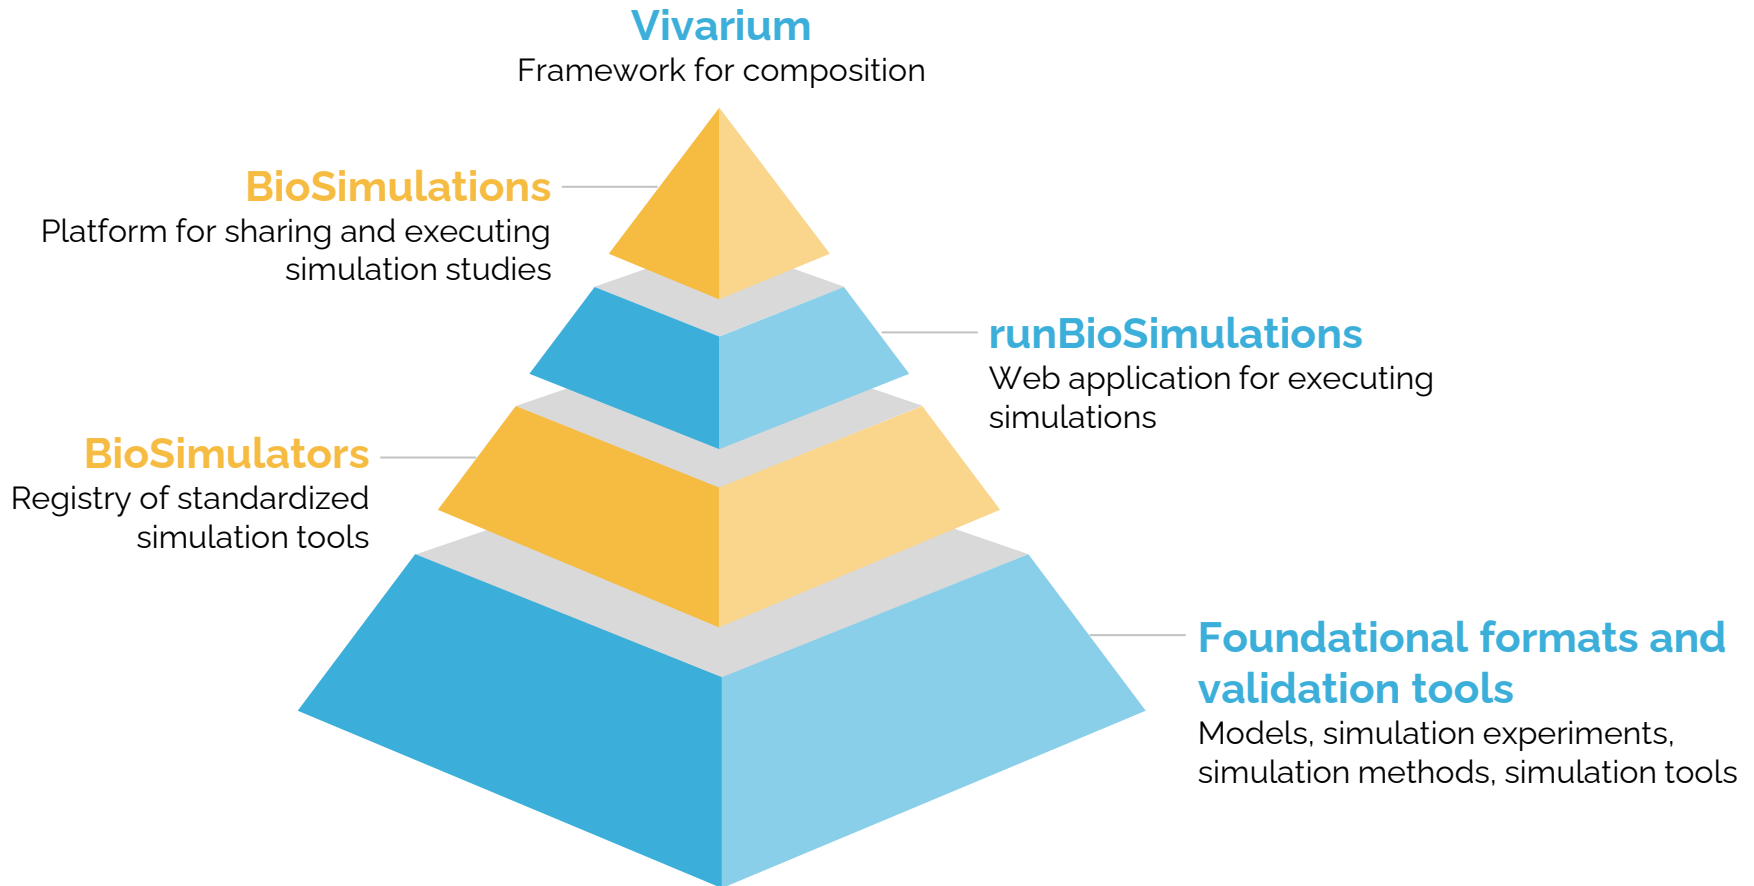 Vivarium
Framework for composition
BioSimulations
Platform for sharing and executing
simulation studies
runBioSimulations
Web application for executing
simulations
BioSimulators
Registry of standardized
simulation tools
Foundational formats and
validation tools
Models, simulation experiments,
simulation methods, simulation tools